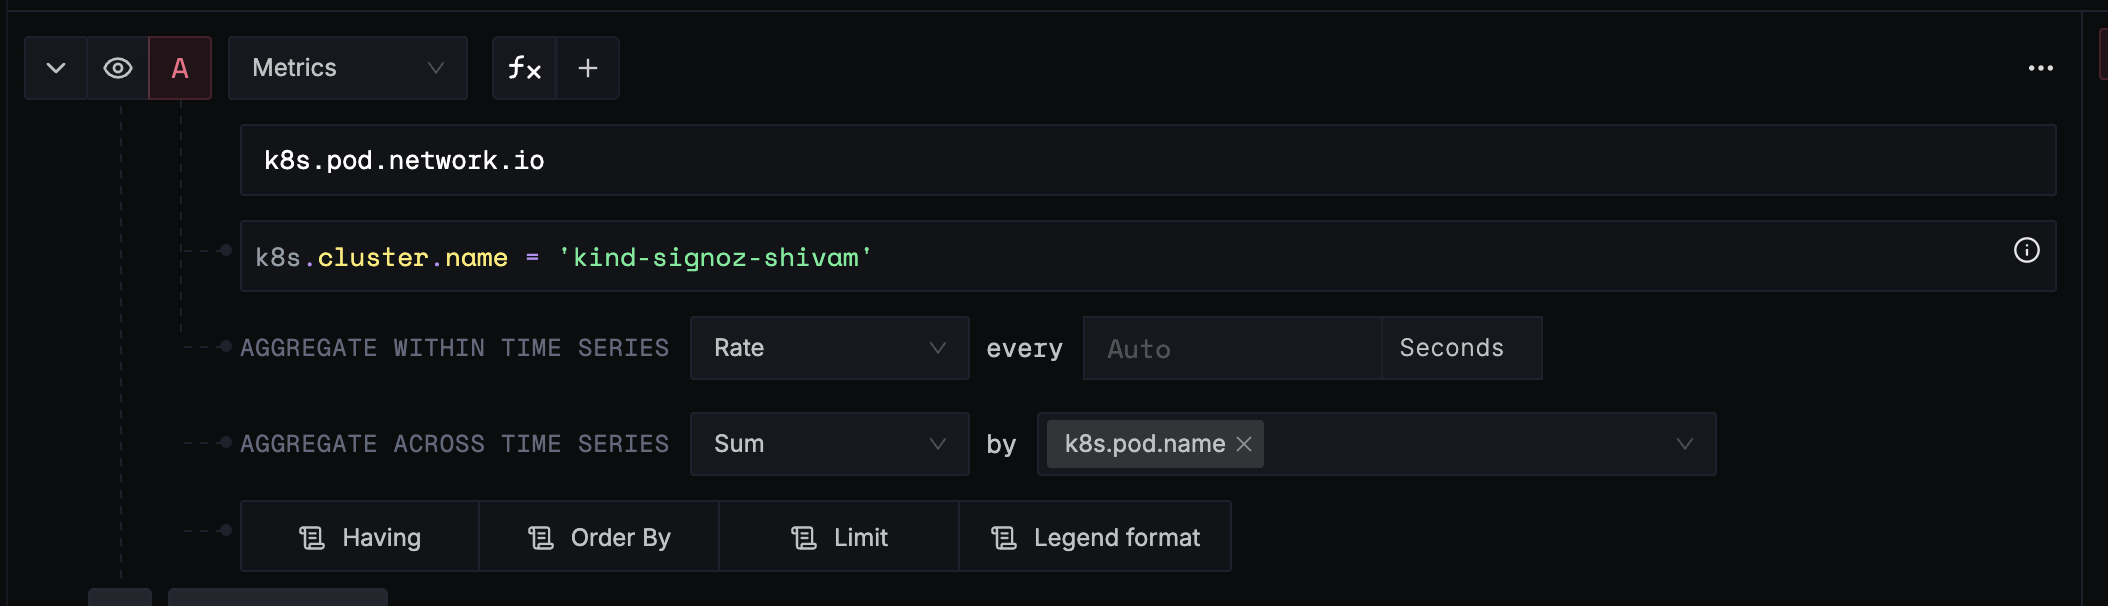 A Metrics fx +
k8s.pod.network.io
k8s.cluster.name = 'kind-signoz-shivam'
AGGREGATE WITHIN TIME SERIES Rate every Auto Seconds
AGGREGATE ACROSS TIME SERIES Sum by k8s.pod.name
Having Order By Limit Legend format